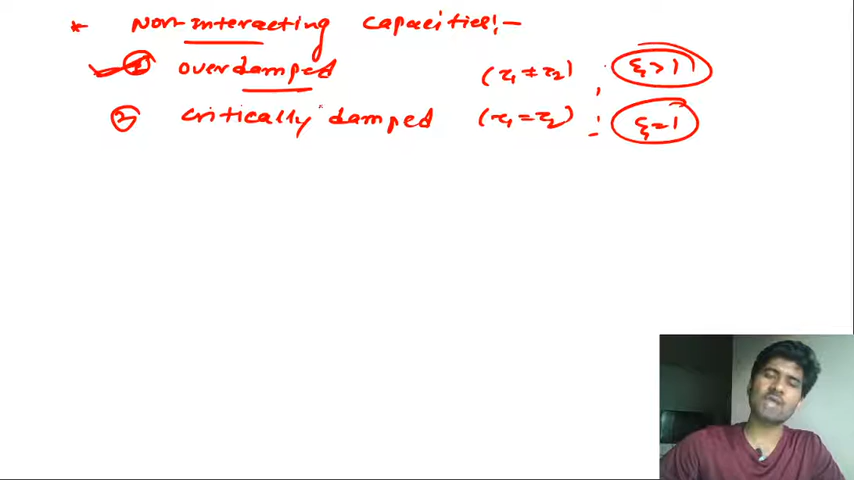 * Non-interacting capacities:-
① overdamped (τ₁ ≠ τ₂) , ξ > 1
② critically damped (τ₁ = τ₂) ; ξ = 1